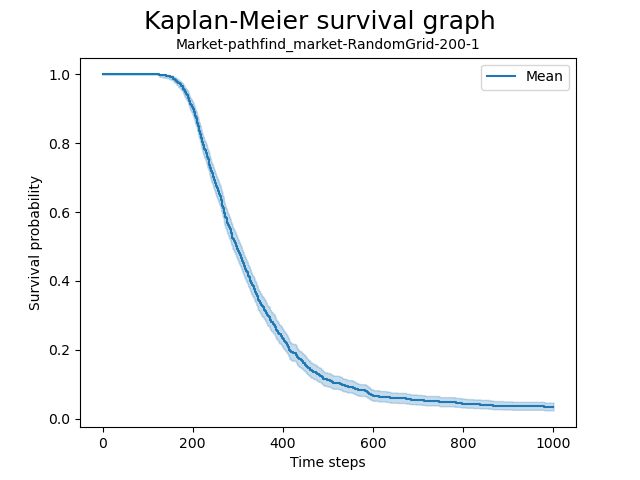 Kaplan-Meier survival graph
Market-pathfind_market-RandomGrid-200-1
Mean
1.0
0.8
0.6
0.4
0.2
0.0
Survival probability
0 200 400 600 800 1000
Time steps